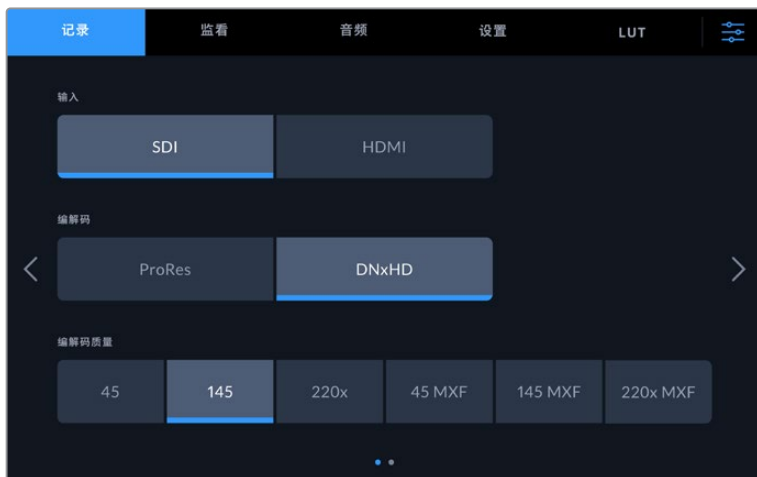 记录 监看 音频 设置 LUT
输入
SDI HDMI
编解码
ProRes DNxHD
编解码质量
45 145 220x 45 MXF 145 MXF 220x MXF